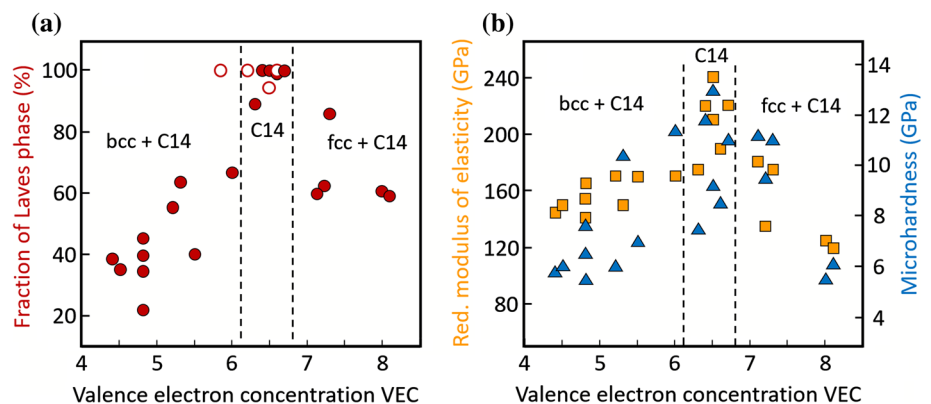 (a)
Fraction of Laves phase (%)
100
80
60
40
20
bcc + C14
C14
fcc + C14
4
5
6
7
8
Valence electron concentration VEC
(b)
Red. modulus of elasticity (GPa)
240
200
160
120
80
bcc + C14
C14
fcc + C14
14
12
10
8
6
4
Microhardness (GPa)
4
5
6
7
8
Valence electron concentration VEC